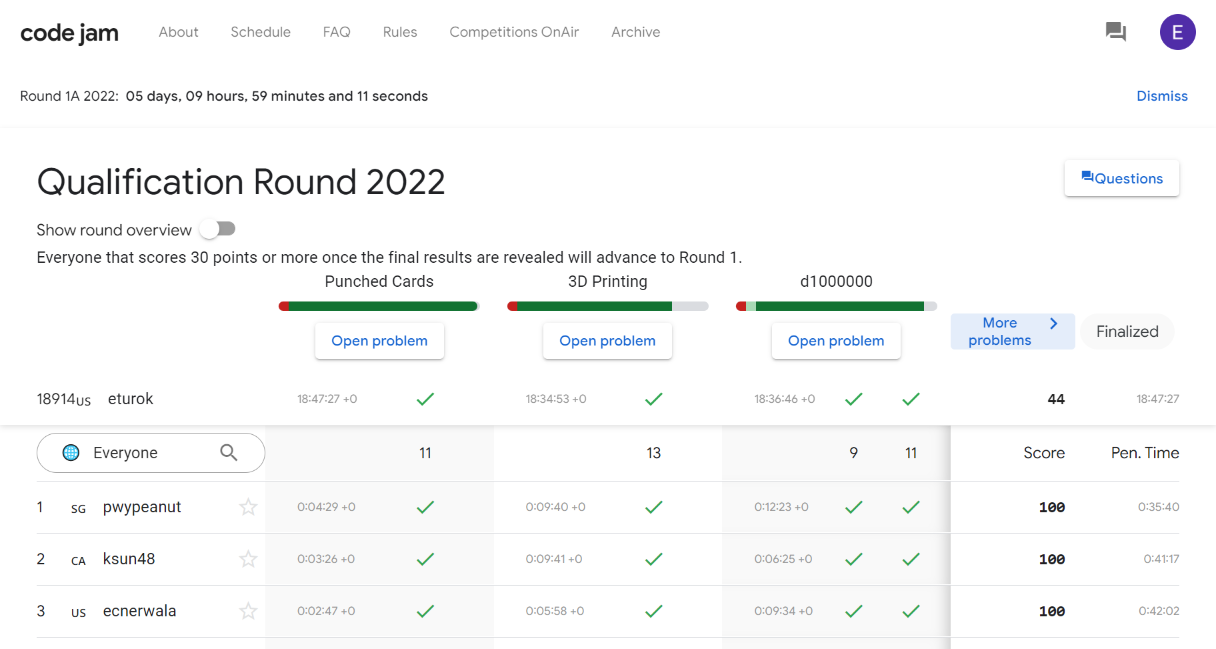 code jam About Schedule FAQ Rules Competitions OnAir Archive E
Round 1A 2022: 05 days, 09 hours, 59 minutes and 11 seconds Dismiss
Qualification Round 2022 Questions
Show round overview
Everyone that scores 30 points or more once the final results are revealed will advance to Round 1.
Punched Cards 3D Printing d1000000
Open problem Open problem Open problem More problems Finalized
18914 US eturok 18:47:27 +0 18:34:53 +0 18:36:46 +0 44 18:47:27
Everyone 11 13 9 11 Score Pen. Time
1 SG pwypeanut 0:04:29 +0 0:09:40 +0 0:12:23 +0 100 0:35:40
2 CA ksun48 0:03:26 +0 0:09:41 +0 0:06:25 +0 100 0:41:17
3 US ecnerwala 0:02:47 +0 0:05:58 +0 0:09:34 +0 100 0:42:02